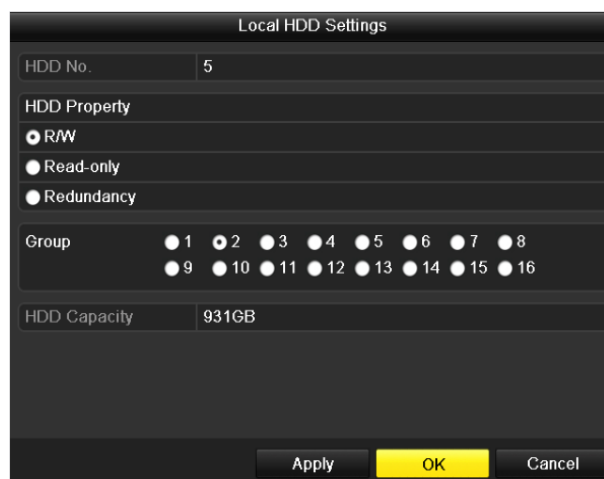 Local HDD Settings
HDD No. 5
HDD Property
R/W
Read-only
Redundancy
Group 1 2 3 4 5 6 7 8
9 10 11 12 13 14 15 16
HDD Capacity 931GB
Apply OK Cancel